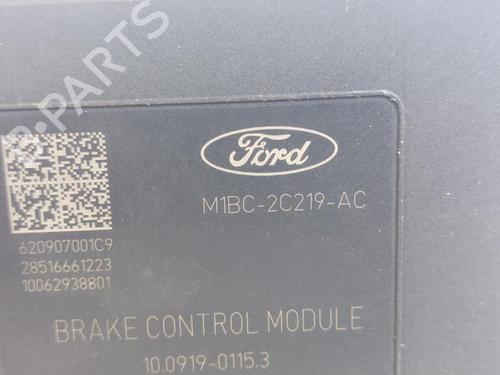 B-PARTS
Ford
M1BC-2C219-AC
620907001C9
28516661223
10062938801
BRAKE CONTROL MODULE
10.0919-0115.3